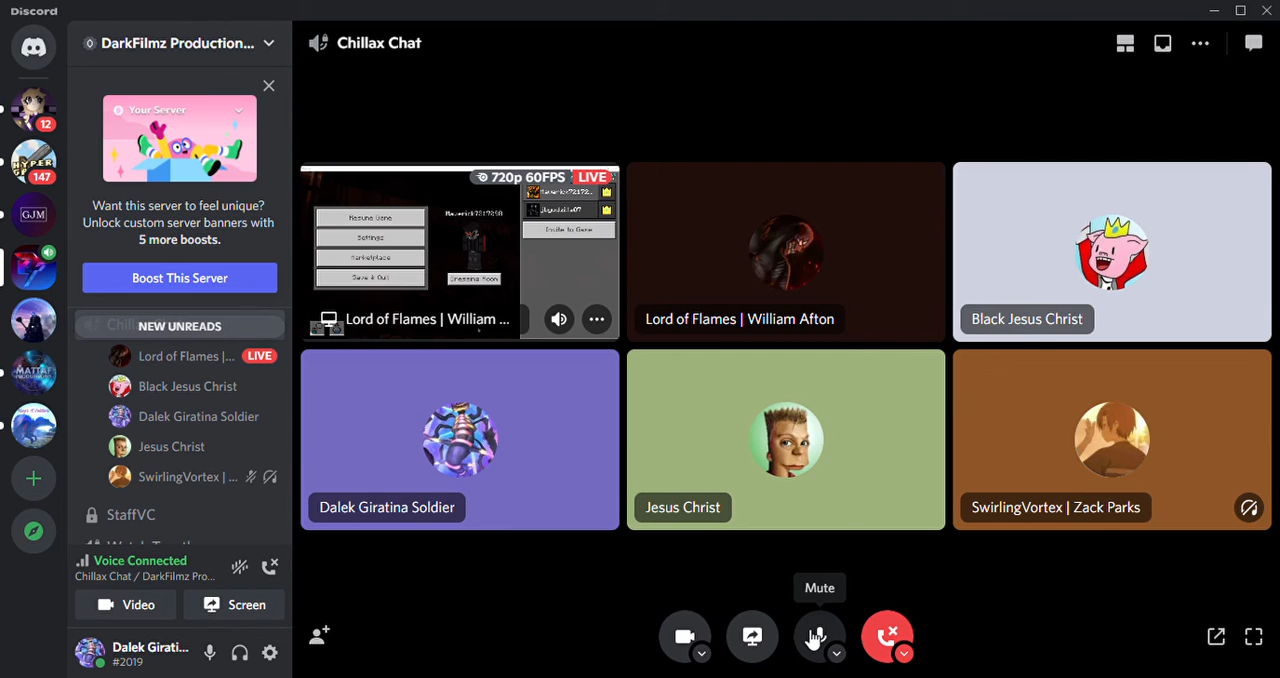 Discord
DarkFilmz Production...
Your Server
Want this server to feel unique?
Unlock custom server banners with
5 more boosts.
Boost This Server
NEW UNREADS
Lord of Flames |... LIVE
Black Jesus Christ
Dalek Giratina Soldier
Jesus Christ
SwirlingVortex | ...
StaffVC
Voice Connected
Chillax Chat / DarkFilmz Pro...
Video
Screen
Dalek Girati...
#2019
12
HYPER
147
GJM
Chillax Chat
720p 60FPS LIVE
Resume Game
Settings
Marketplace
Save & Quit
Dressing Room
Invite to Game
Lord of Flames | William ...
Lord of Flames | William Afton
Black Jesus Christ
Dalek Giratina Soldier
Jesus Christ
SwirlingVortex | Zack Parks
Mute